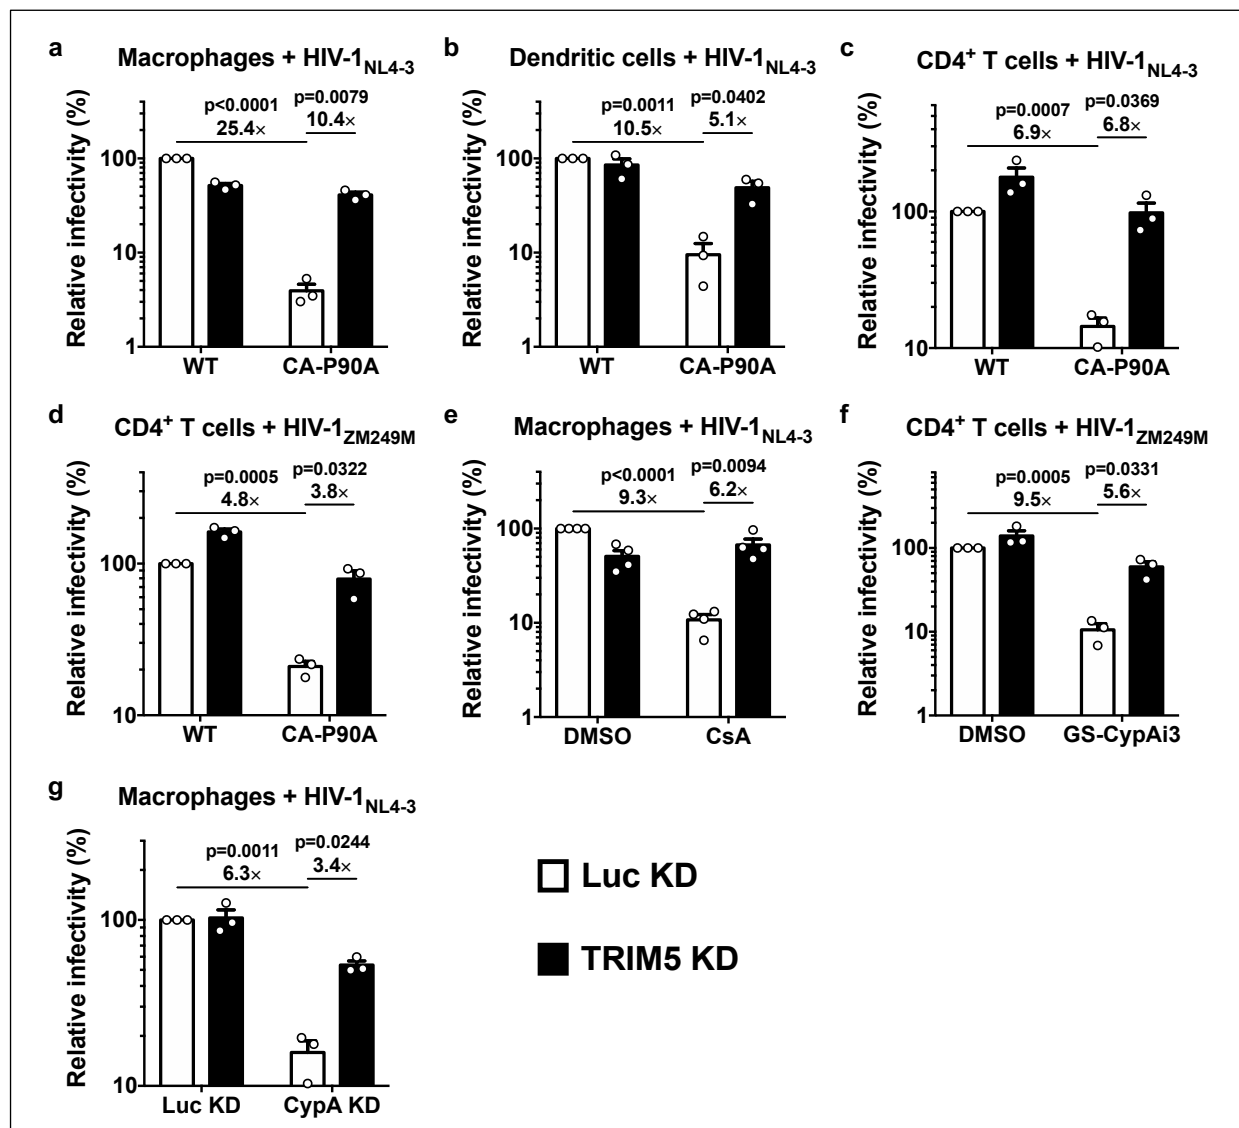 a
Macrophages + HIV-1NL4-3
Relative infectivity (%)
100
10
1
p<0.0001
25.4×
p=0.0079
10.4×
WT
CA-P90A
b
Dendritic cells + HIV-1NL4-3
Relative infectivity (%)
100
10
1
p=0.0011
10.5×
p=0.0402
5.1×
WT
CA-P90A
c
CD4+ T cells + HIV-1NL4-3
Relative infectivity (%)
100
10
p=0.0007
6.9×
p=0.0369
6.8×
WT
CA-P90A
d
CD4+ T cells + HIV-1ZM249M
Relative infectivity (%)
100
10
p=0.0005
4.8×
p=0.0322
3.8×
WT
CA-P90A
e
Macrophages + HIV-1NL4-3
Relative infectivity (%)
100
10
1
p<0.0001
9.3×
p=0.0094
6.2×
DMSO
CsA
f
CD4+ T cells + HIV-1ZM249M
Relative infectivity (%)
100
10
1
p=0.0005
9.5×
p=0.0331
5.6×
DMSO
GS-CypAi3
g
Macrophages + HIV-1NL4-3
Relative infectivity (%)
100
10
p=0.0011
6.3×
p=0.0244
3.4×
Luc KD
CypA KD
Luc KD
TRIM5 KD